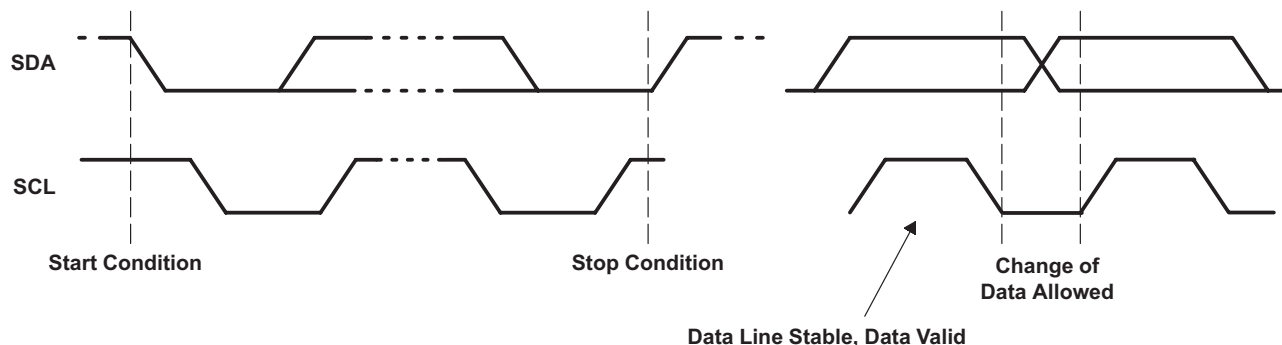 SDA
SCL
Start Condition
Stop Condition
Change of
Data Allowed
Data Line Stable, Data Valid